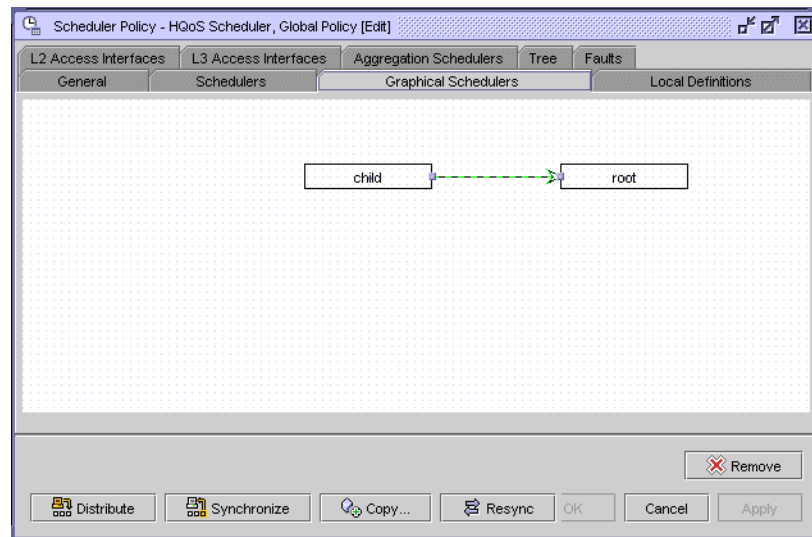 Scheduler Policy - HQoS Scheduler, Global Policy [Edit]
L2 Access Interfaces L3 Access Interfaces Aggregation Schedulers Tree Faults
General Schedulers Graphical Schedulers Local Definitions
child root
Remove
Distribute Synchronize Copy... Resync OK Cancel Apply